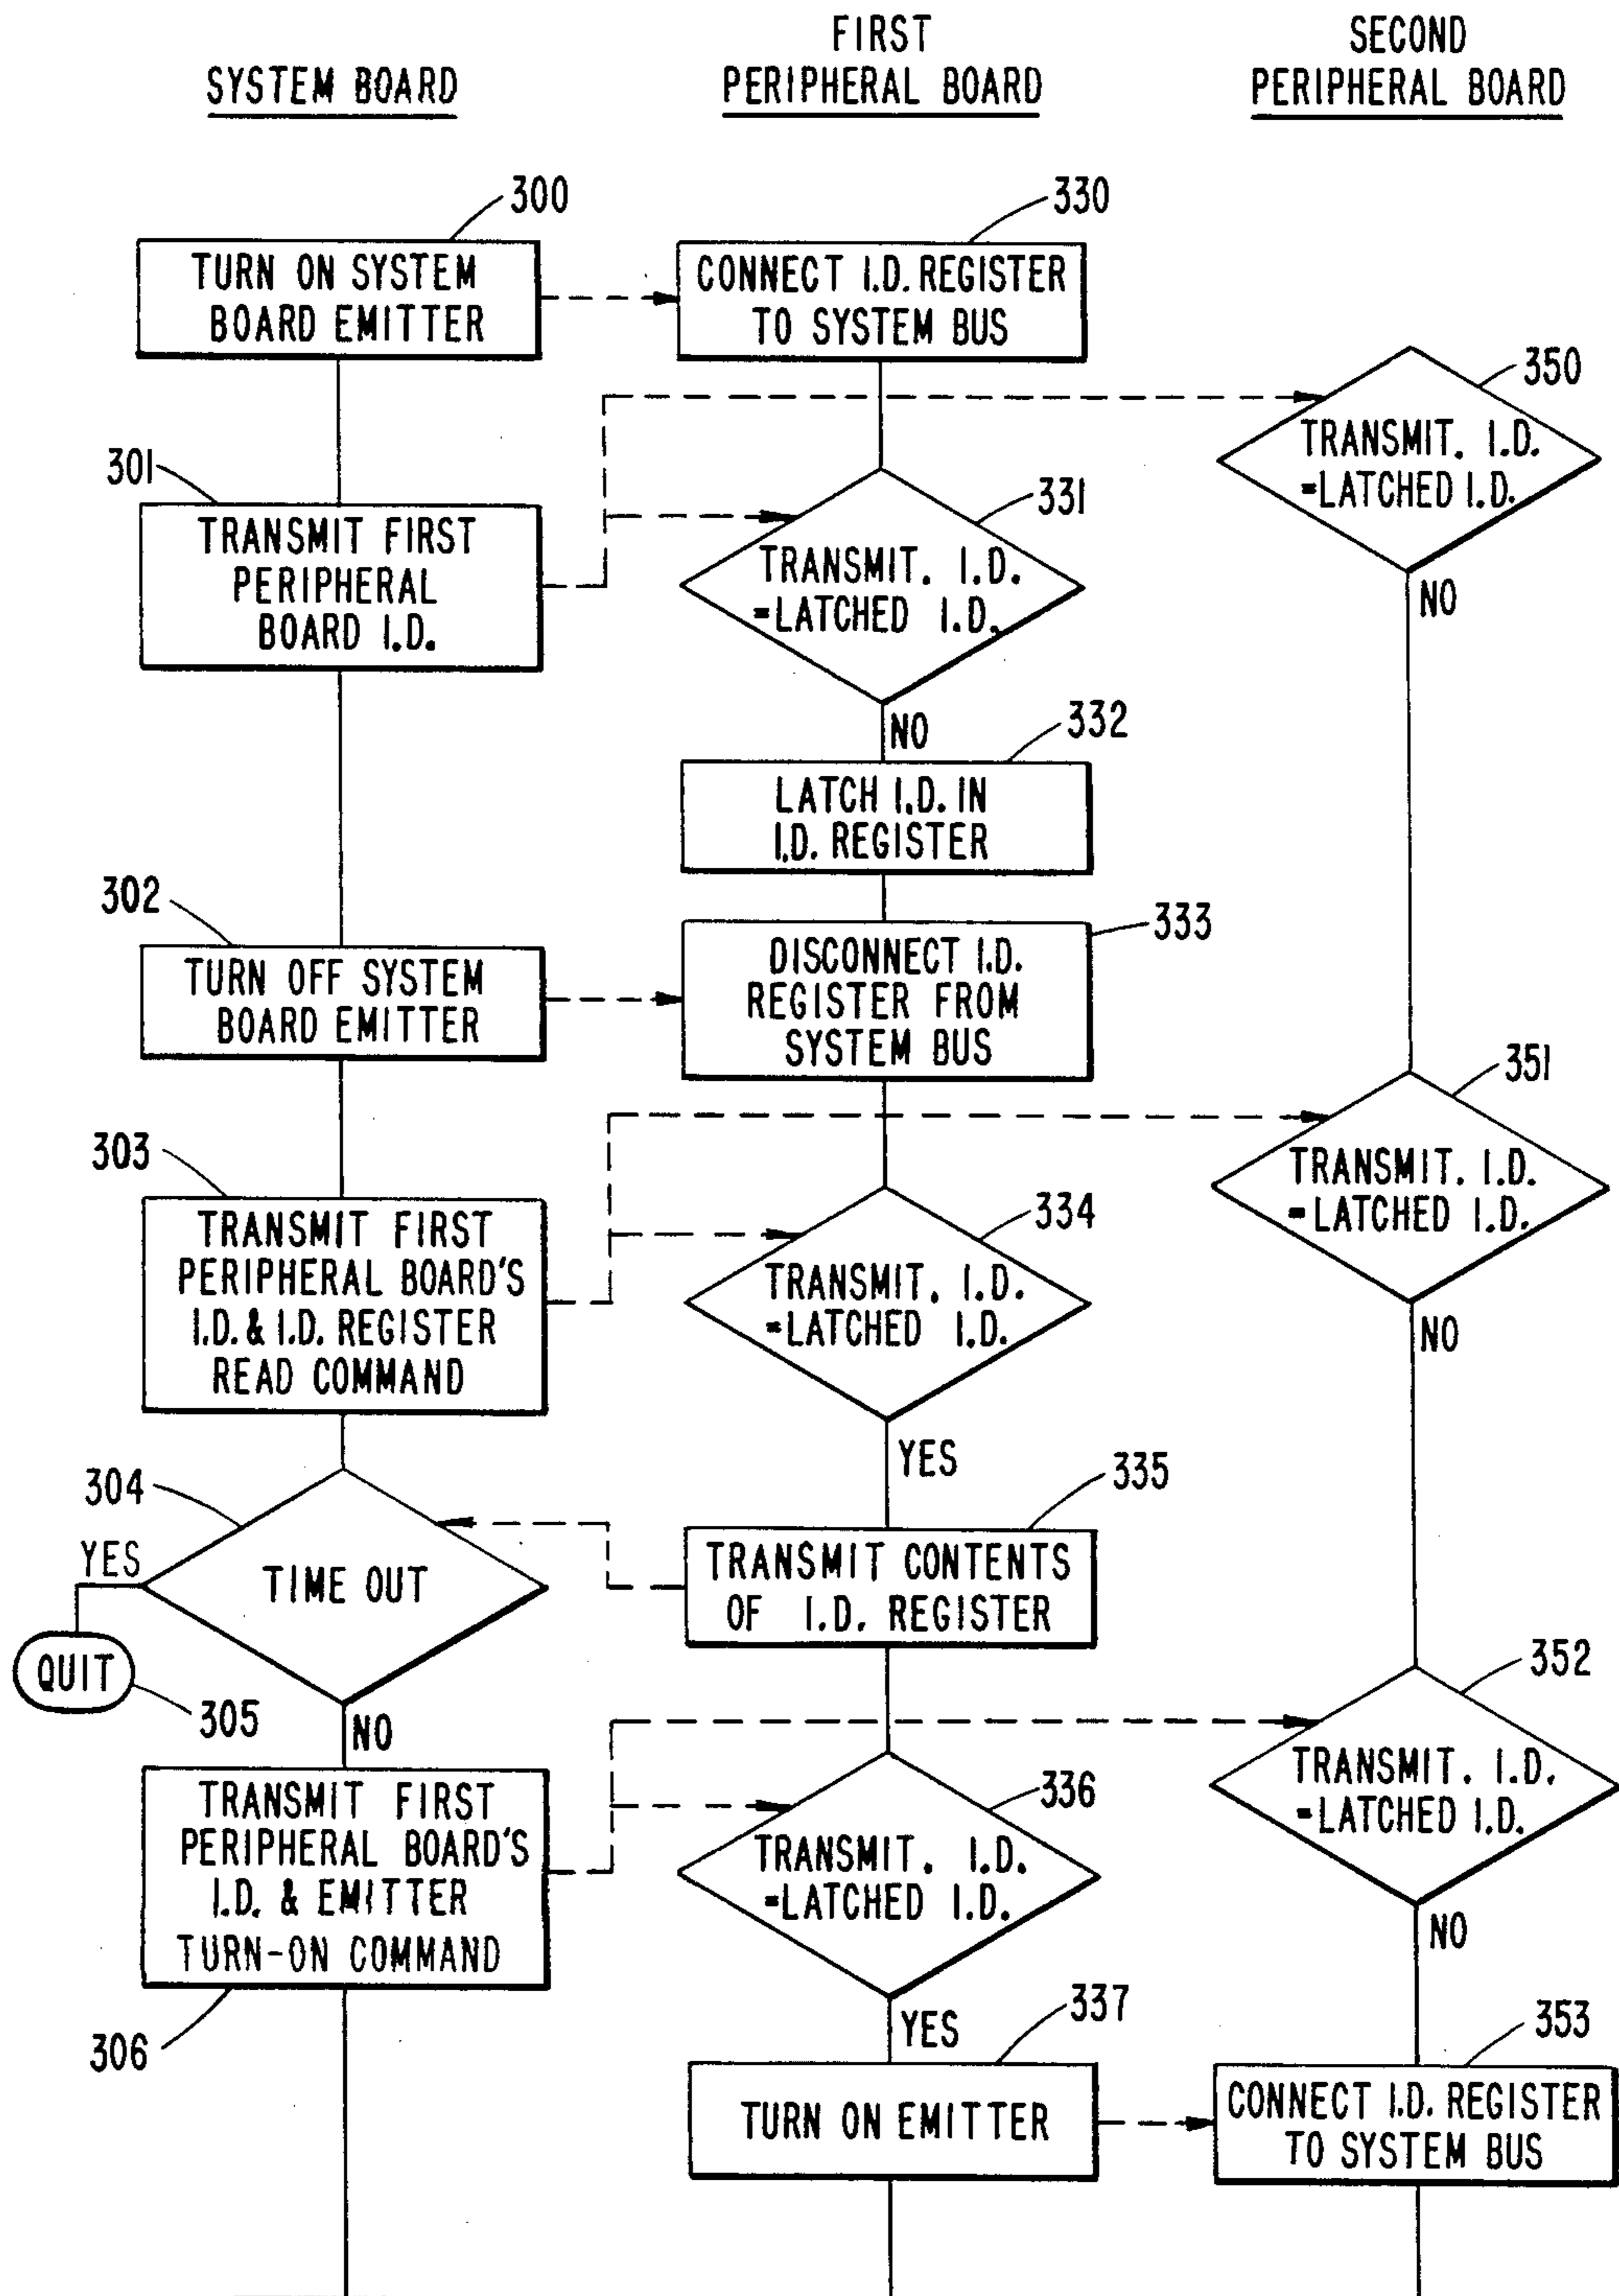 SYSTEM BOARD
FIRST
PERIPHERAL BOARD
SECOND
PERIPHERAL BOARD
300
TURN ON SYSTEM
BOARD EMITTER
330
CONNECT I.D. REGISTER
TO SYSTEM BUS
350
TRANSMIT. I.D.
=LATCHED I.D.
NO
301
TRANSMIT FIRST
PERIPHERAL
BOARD I.D.
331
TRANSMIT. I.D.
=LATCHED I.D.
NO
332
LATCH I.D. IN
I.D. REGISTER
302
TURN OFF SYSTEM
BOARD EMITTER
333
DISCONNECT I.D.
REGISTER FROM
SYSTEM BUS
351
TRANSMIT. I.D.
=LATCHED I.D.
NO
303
TRANSMIT FIRST
PERIPHERAL BOARD'S
I.D. & I.D. REGISTER
READ COMMAND
334
TRANSMIT. I.D.
=LATCHED I.D.
YES
304
TIME OUT
YES
QUIT
305
NO
335
TRANSMIT CONTENTS
OF I.D. REGISTER
352
TRANSMIT. I.D.
=LATCHED I.D.
NO
TRANSMIT FIRST
PERIPHERAL BOARD'S
I.D. & EMITTER
TURN-ON COMMAND
306
336
TRANSMIT. I.D.
=LATCHED I.D.
YES
337
TURN ON EMITTER
353
CONNECT I.D. REGISTER
TO SYSTEM BUS